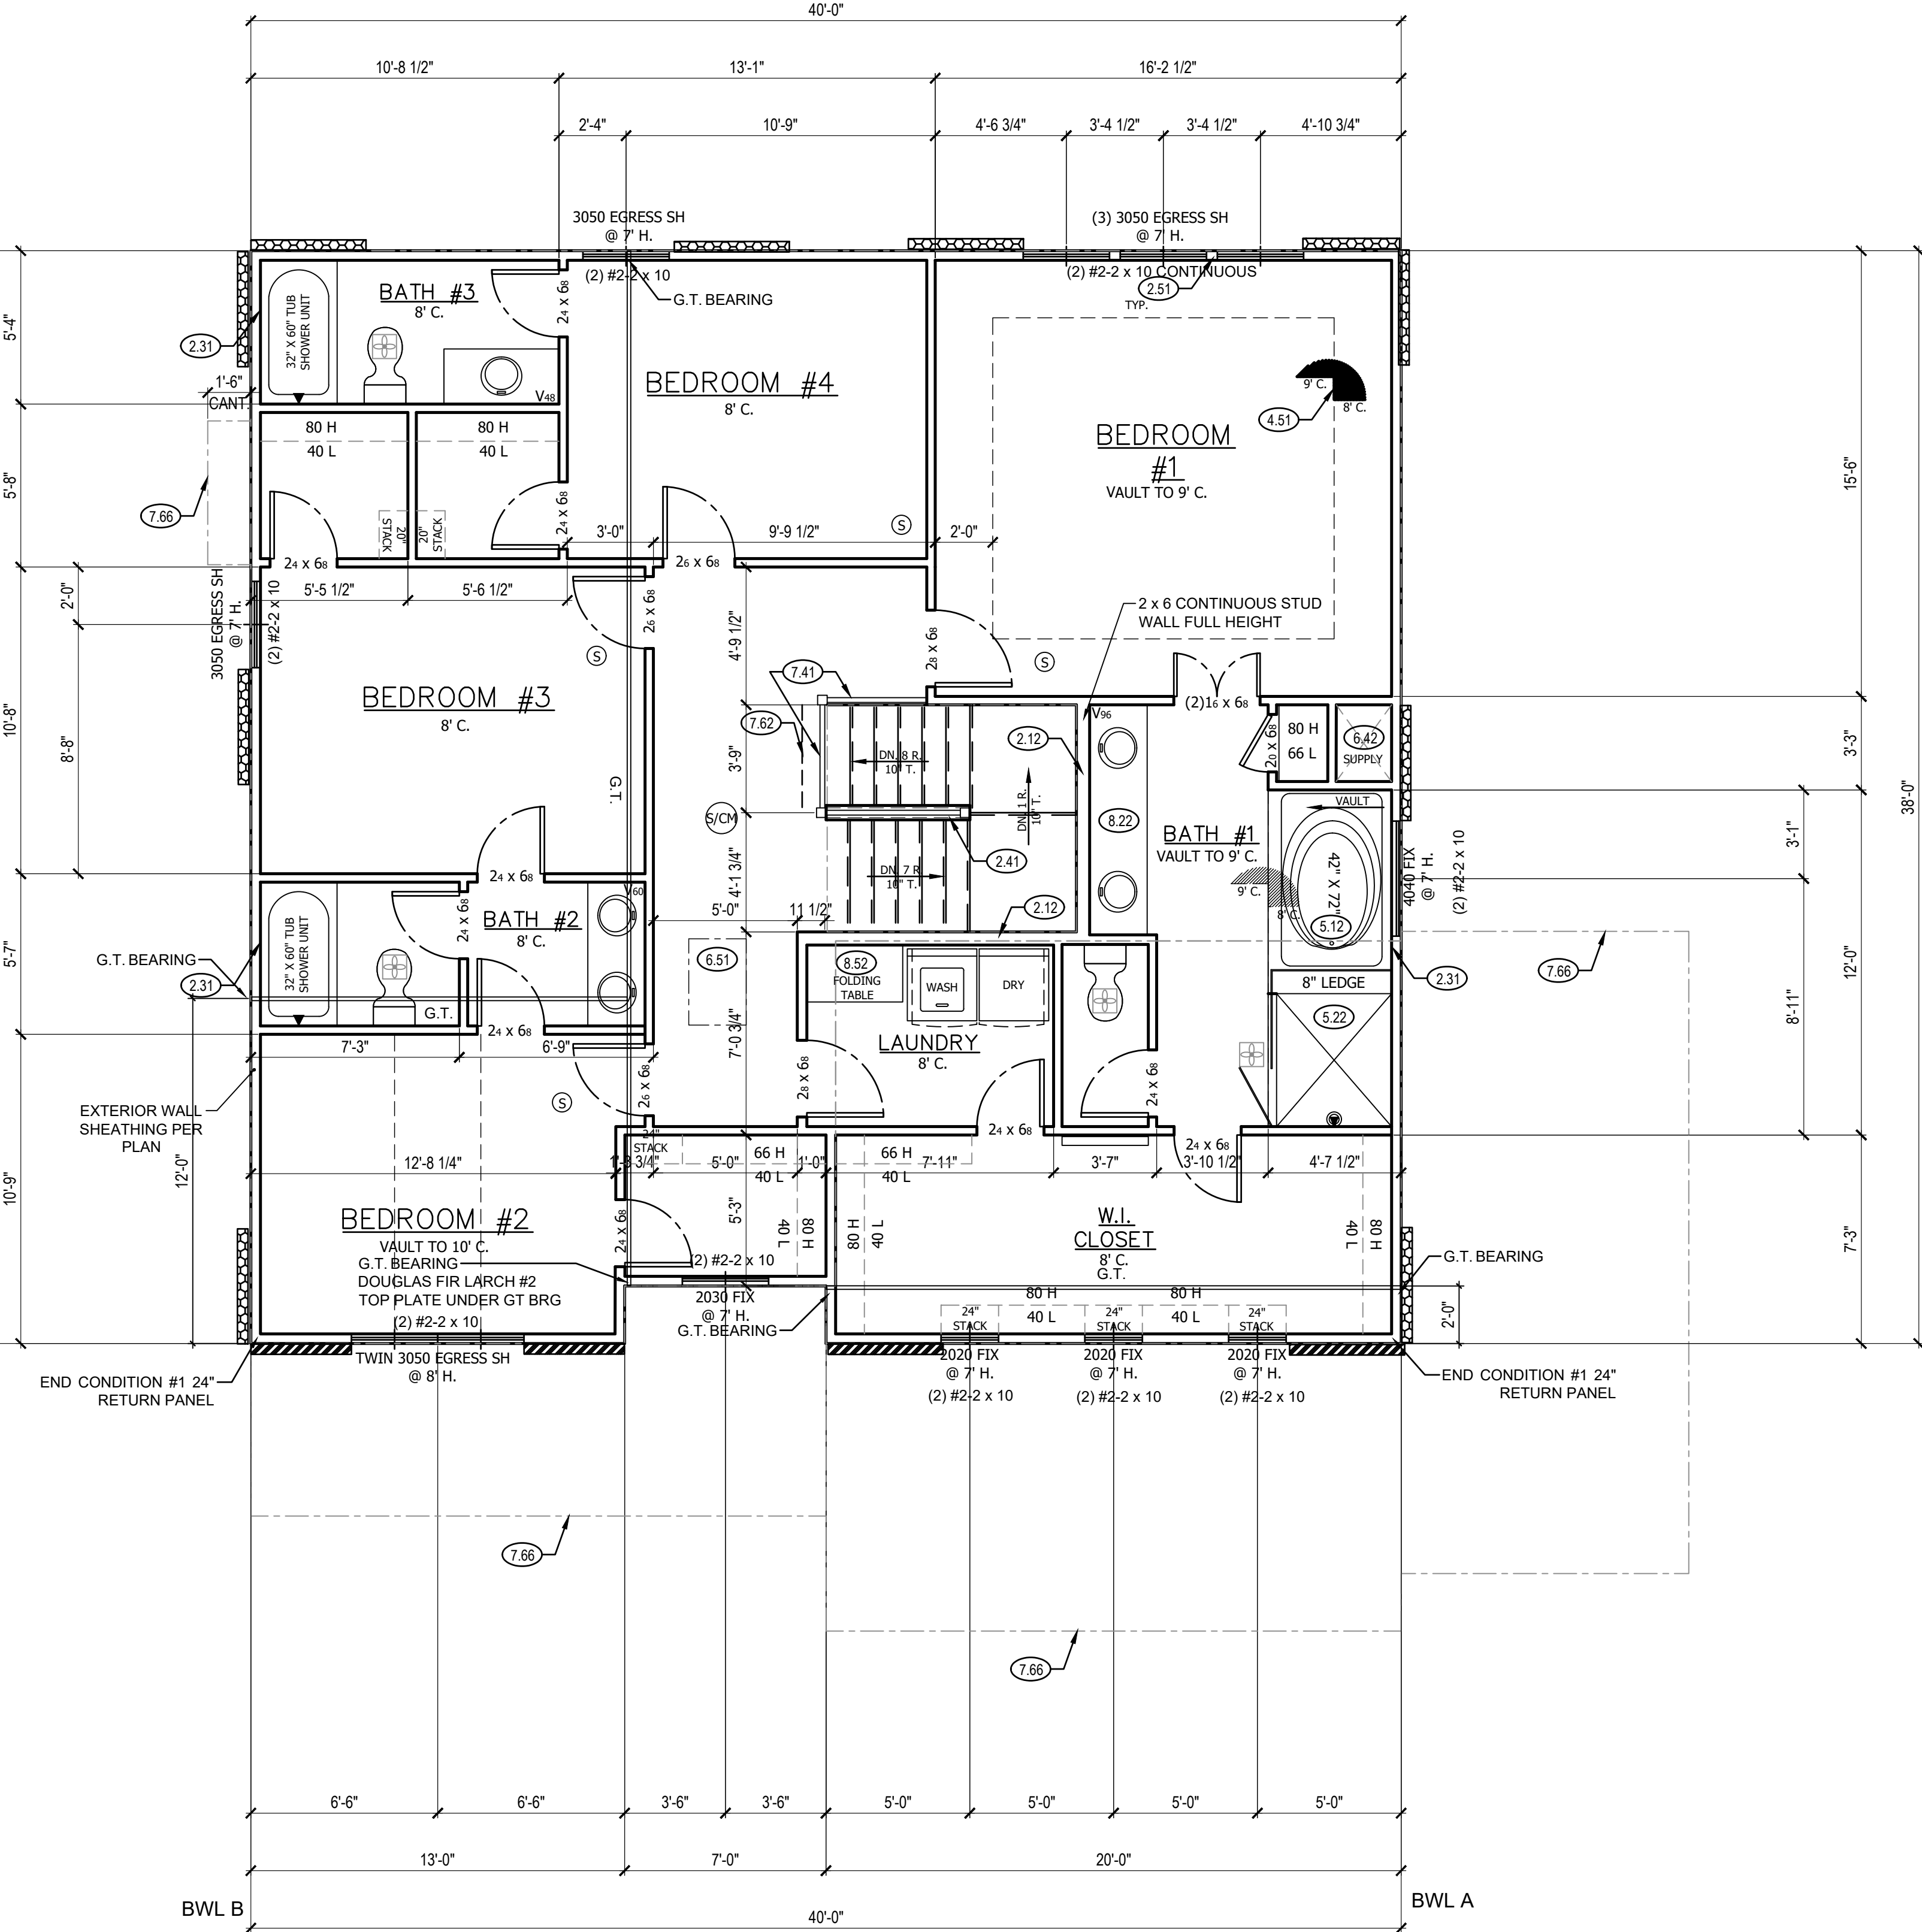 40'-0"
10'-8 1/2"
13'-1"
16'-2 1/2"
2'-4"
10'-9"
4'-6 3/4"
3'-4 1/2"
3'-4 1/2"
4'-10 3/4"
3050 EGRESS SH
@ 7' H.
(2) #2-2 x 10
G.T. BEARING
(3) 3050 EGRESS SH
@ 7' H.
(2) #2-2 x 10 CONTINUOUS
2.51
TYP.
5'-4"
2.31
32" X 60" TUB
SHOWER UNIT
BATH #3
8' C.
V48
24 x 68
BEDROOM #4
8' C.
BEDROOM
#1
VAULT TO 9' C.
9' C.
8' C.
4.51
15'-6"
38'-0"
1'-6"
CANT.
5'-8"
7.66
80 H
40 L
80 H
40 L
20"
STACK
20"
STACK
24 x 68
24 x 68
3'-0"
9'-9 1/2"
2'-0"
S
26 x 68
5'-5 1/2"
5'-6 1/2"
2'-0"
3050 EGRESS SH
@ 7' H.
(2) #2-2 x 10
26 x 68
S
4'-9 1/2"
28 x 68
S
2 x 6 CONTINUOUS STUD
WALL FULL HEIGHT
10'-8"
8'-8"
BEDROOM #3
8' C.
G.T.
7.41
7.62
3'-9"
DN. 8 R.
10" T.
DN. 1 R.
10" T.
2.12
V96
(2)16 x 68
20 x 68
80 H
66 L
6.42
SUPPLY
3'-3"
S/CM
2.41
8.22
BATH #1
VAULT TO 9' C.
9' C.
8' C.
VAULT
42" X 72"
5.12
4040 FIX
@ 7' H.
(2) #2-2 x 10
3'-1"
24 x 68
4'-1 3/4"
DN. 7 R
10" T.
2.12
5'-7"
G.T. BEARING
2.31
32" X 60" TUB
SHOWER UNIT
24 x 68
BATH #2
8' C.
V60
G.T.
24 x 68
5'-0"
11 1/2"
6.51
7'-0 3/4"
8.52
FOLDING
TABLE
WASH
DRY
LAUNDRY
8' C.
28 x 68
24 x 68
24 x 68
8" LEDGE
5.22
2.31
7.66
12'-0"
8'-11"
7'-3"
6'-9"
26 x 68
S
EXTERIOR WALL
SHEATHING PER
PLAN
10'-9"
12'-0"
12'-8 1/4"
24"
STACK
1'-3 3/4"
5'-0"
66 H
40 L
1'-0"
66 H
40 L
7'-11"
3'-7"
24 x 68
3'-10 1/2"
4'-7 1/2"
BEDROOM #2
VAULT TO 10' C.
G.T. BEARING
DOUGLAS FIR LARCH #2
TOP PLATE UNDER GT BRG
(2) #2-2 x 10
24 x 68
5'-3"
40 L
80 H
80 H
40 L
W.I.
CLOSET
8' C.
G.T.
40 L
80 H
G.T. BEARING
7'-3"
2'-0"
(2) #2-2 x 10
2030 FIX
@ 7' H.
G.T. BEARING
80 H
40 L
80 H
40 L
24"
STACK
24"
STACK
24"
STACK
TWIN 3050 EGRESS SH
@ 8' H.
END CONDITION #1 24"
RETURN PANEL
2020 FIX
@ 7' H.
(2) #2-2 x 10
2020 FIX
@ 7' H.
(2) #2-2 x 10
2020 FIX
@ 7' H.
(2) #2-2 x 10
END CONDITION #1 24"
RETURN PANEL
7.66
7.66
6'-6"
6'-6"
3'-6"
3'-6"
5'-0"
5'-0"
5'-0"
5'-0"
13'-0"
7'-0"
20'-0"
BWL B
BWL A
40'-0"